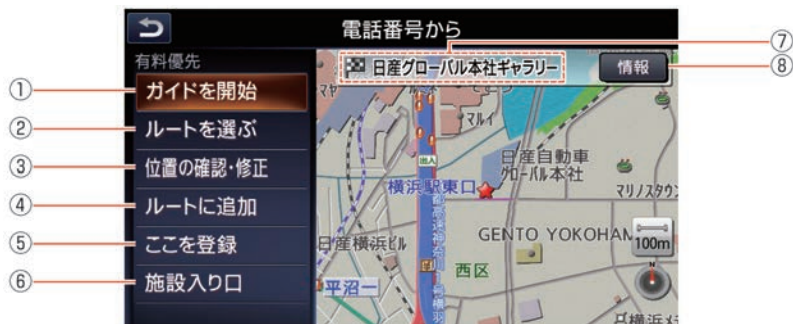 電話番号から
有料優先
① ガイドを開始
② ルートを選ぶ
③ 位置の確認・修正
④ ルートに追加
⑤ ここを登録
⑥ 施設入り口
⑦
日産グローバル本社ギャラリー
⑧ 情報
マルイ
出入
日産自動車
グローバル本社
横浜駅東口
マリノスタウン
日産横浜ビル
GENTO YOKOHAM
100m
N
西区
平沼一